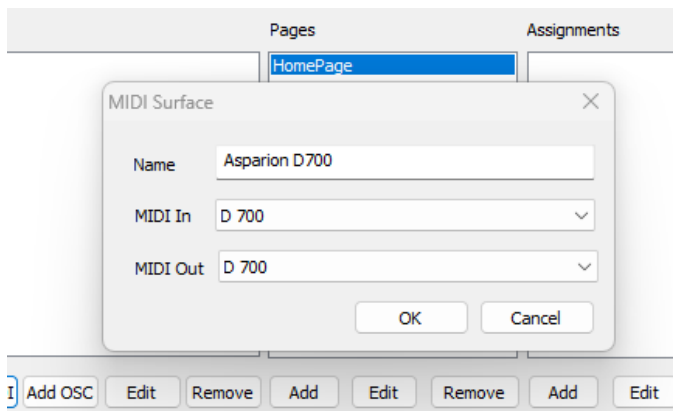 Pages Assignments
HomePage
MIDI Surface
Name Asparion D700
MIDI In D 700
MIDI Out D 700
OK Cancel
I Add OSC Edit Remove Add Edit Remove Add Edit